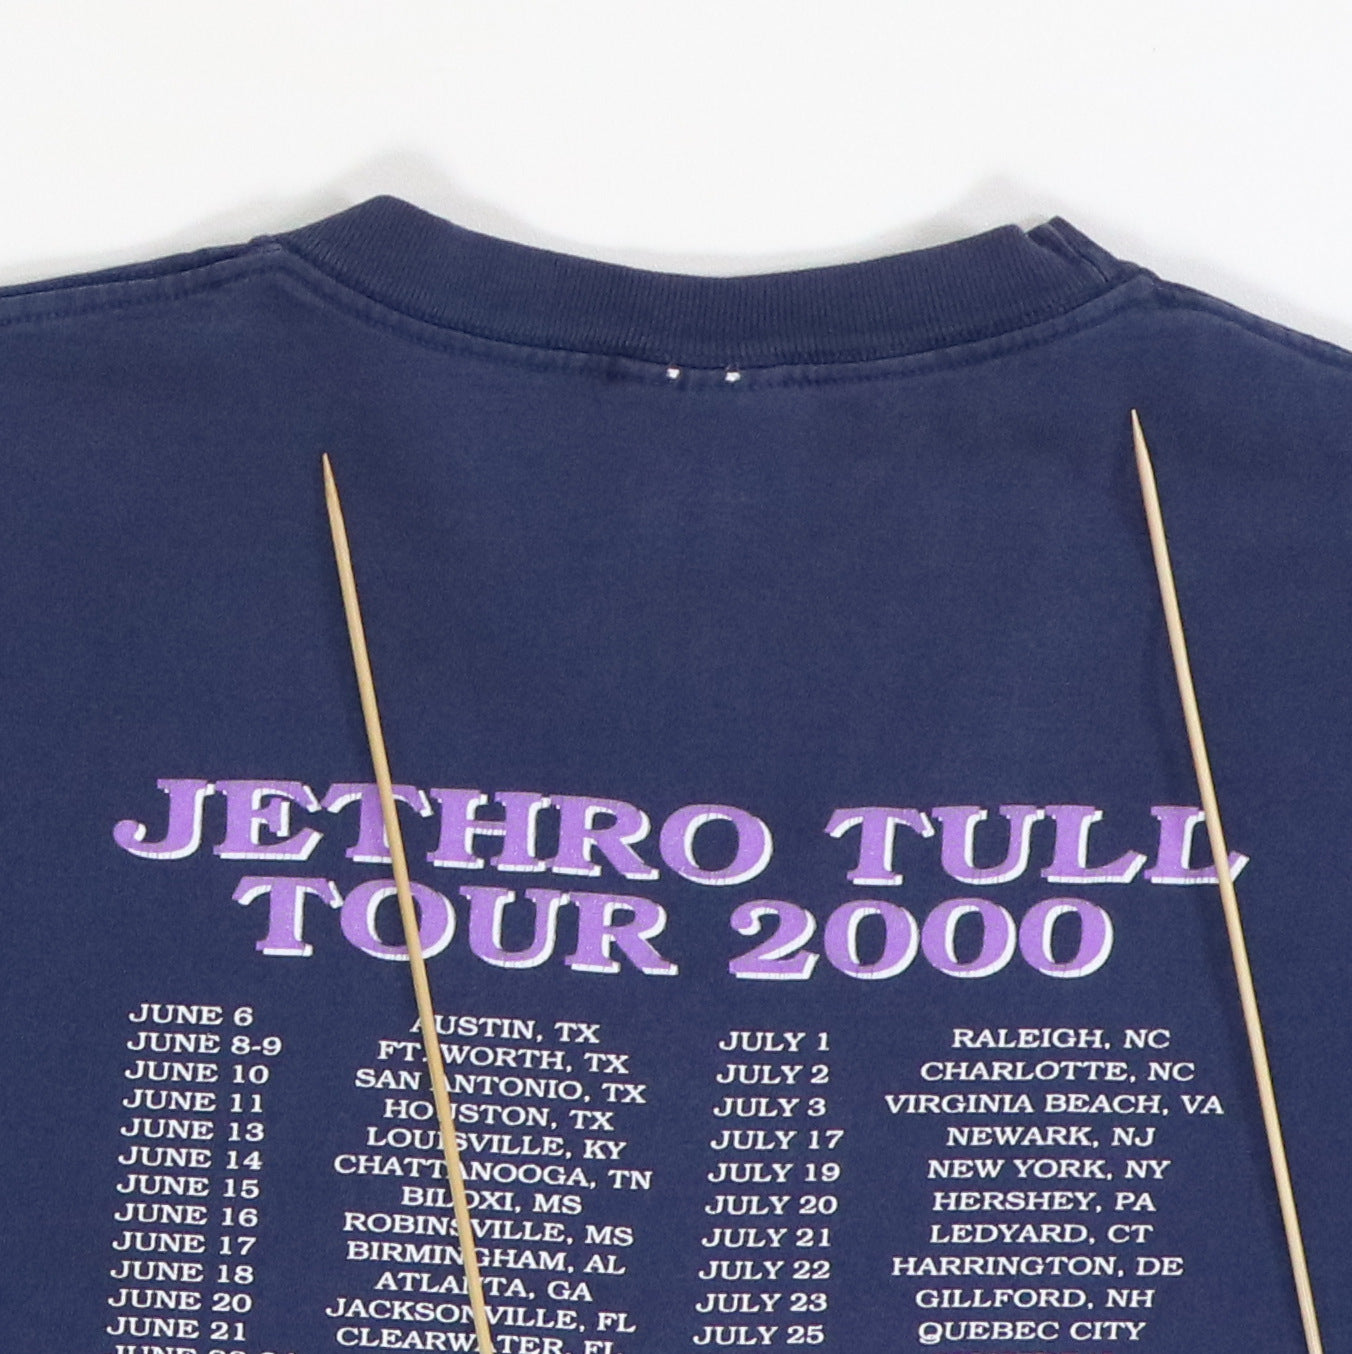 JETHRO TULL
TOUR 2000
JUNE 6 AUSTIN, TX
JUNE 8-9 FT. WORTH, TX
JUNE 10 SAN ANTONIO, TX
JUNE 11 HOUSTON, TX
JUNE 13 LOUISVILLE, KY
JUNE 14 CHATTANOOGA, TN
JUNE 15 BILOXI, MS
JUNE 16 ROBINSVILLE, MS
JUNE 17 BIRMINGHAM, AL
JUNE 18 ATLANTA, GA
JUNE 20 JACKSONVILLE, FL
JUNE 21 CLEARWATER, FL
JUNE
JULY 1 RALEIGH, NC
JULY 2 CHARLOTTE, NC
JULY 3 VIRGINIA BEACH, VA
JULY 17 NEWARK, NJ
JULY 19 NEW YORK, NY
JULY 20 HERSHEY, PA
JULY 21 LEDYARD, CT
JULY 22 HARRINGTON, DE
JULY 23 GILLFORD, NH
JULY 25 QUEBEC CITY